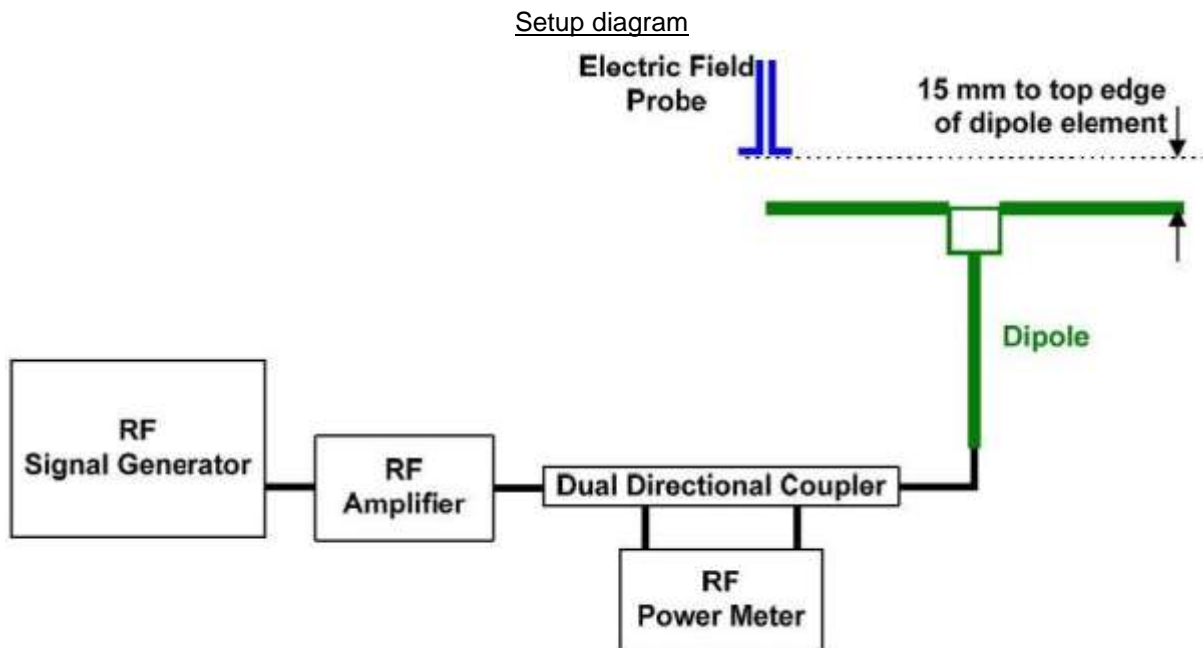 Setup diagram
Electric Field
Probe
15 mm to top edge
of dipole element
Dipole
RF
Signal Generator
RF
Amplifier
Dual Directional Coupler
RF
Power Meter